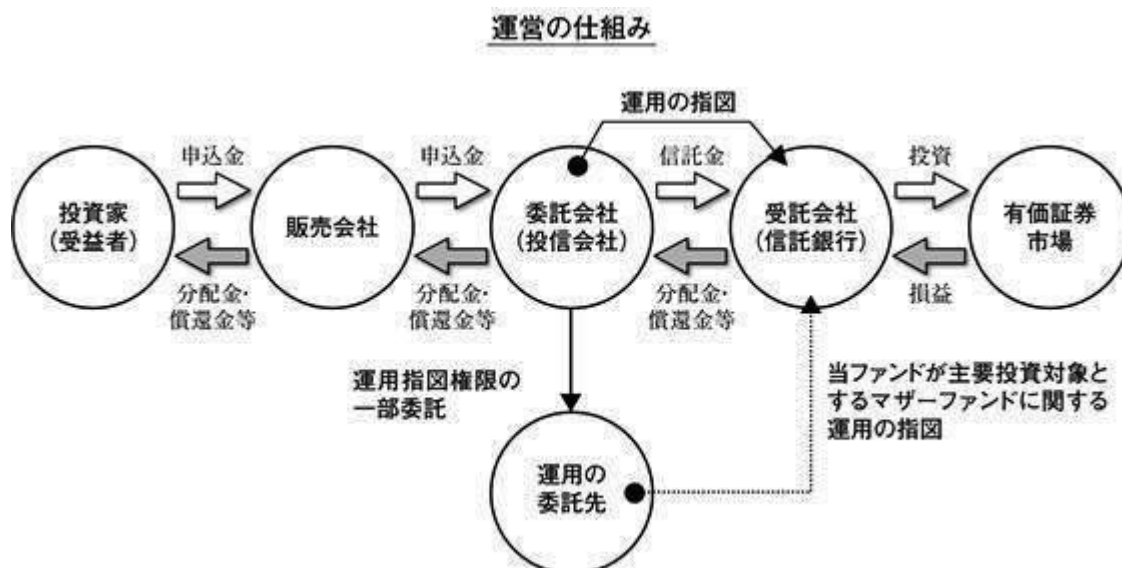 運営の仕組み
運用の指図
申込金
申込金
信託金
投資
投資家
(受益者)
販売会社
委託会社
(投信会社)
受託会社
(信託銀行)
有価証券
市場
分配金・
償還金等
分配金・
償還金等
分配金・
償還金等
損益
運用指図権限の
一部委託
当ファンドが主要投資対象と
するマザーファンドに関する
運用の指図
運用の
委託先